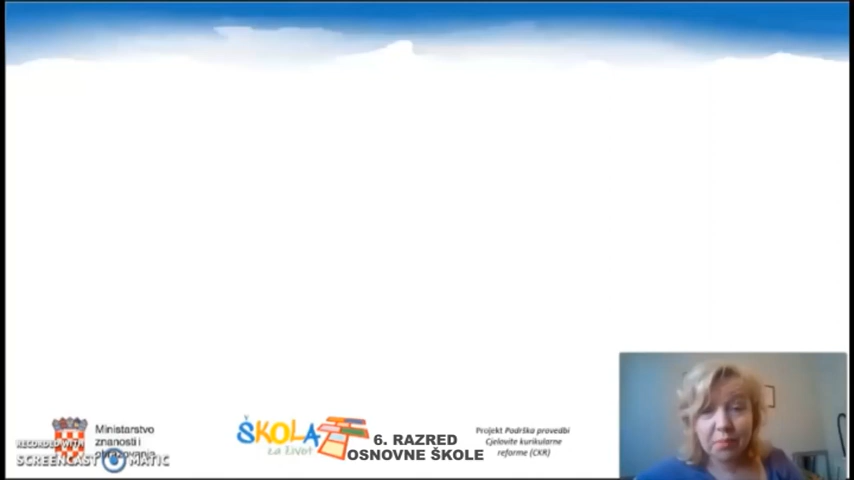 Ministarstvo
znanosti i
obrazovanja
RECORDED WITH
SCREENCAST MATIC
ŠKOLA
za život
6. RAZRED
OSNOVNE ŠKOLE
Projekt Podrška provedbi
Cjelovite kurikularne
reforme (CKR)